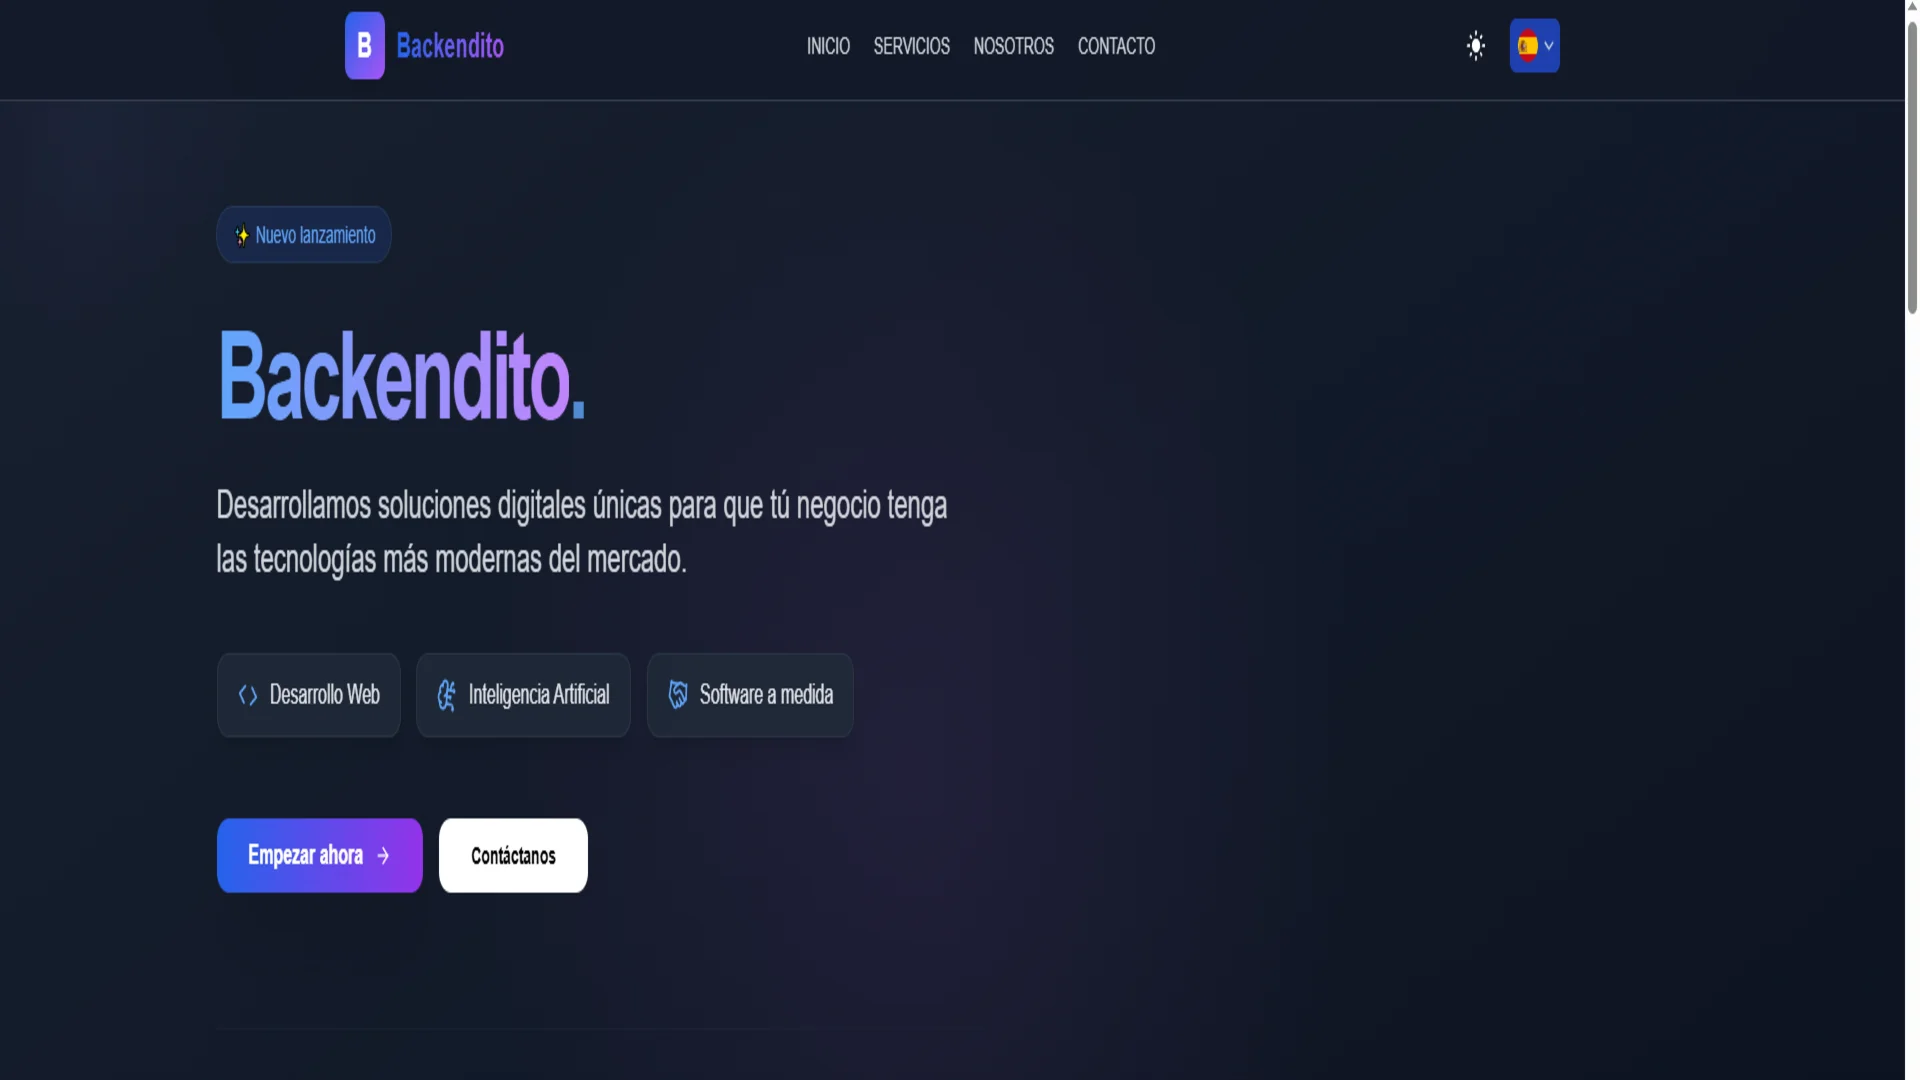 B Backendito
INICIO SERVICIOS NOSOTROS CONTACTO
Nuevo lanzamiento
Backendito.
Desarrollamos soluciones digitales únicas para que tú negocio tenga
las tecnologías más modernas del mercado.
Desarrollo Web
Inteligencia Artificial
Software a medida
Empezar ahora →
Contáctanos